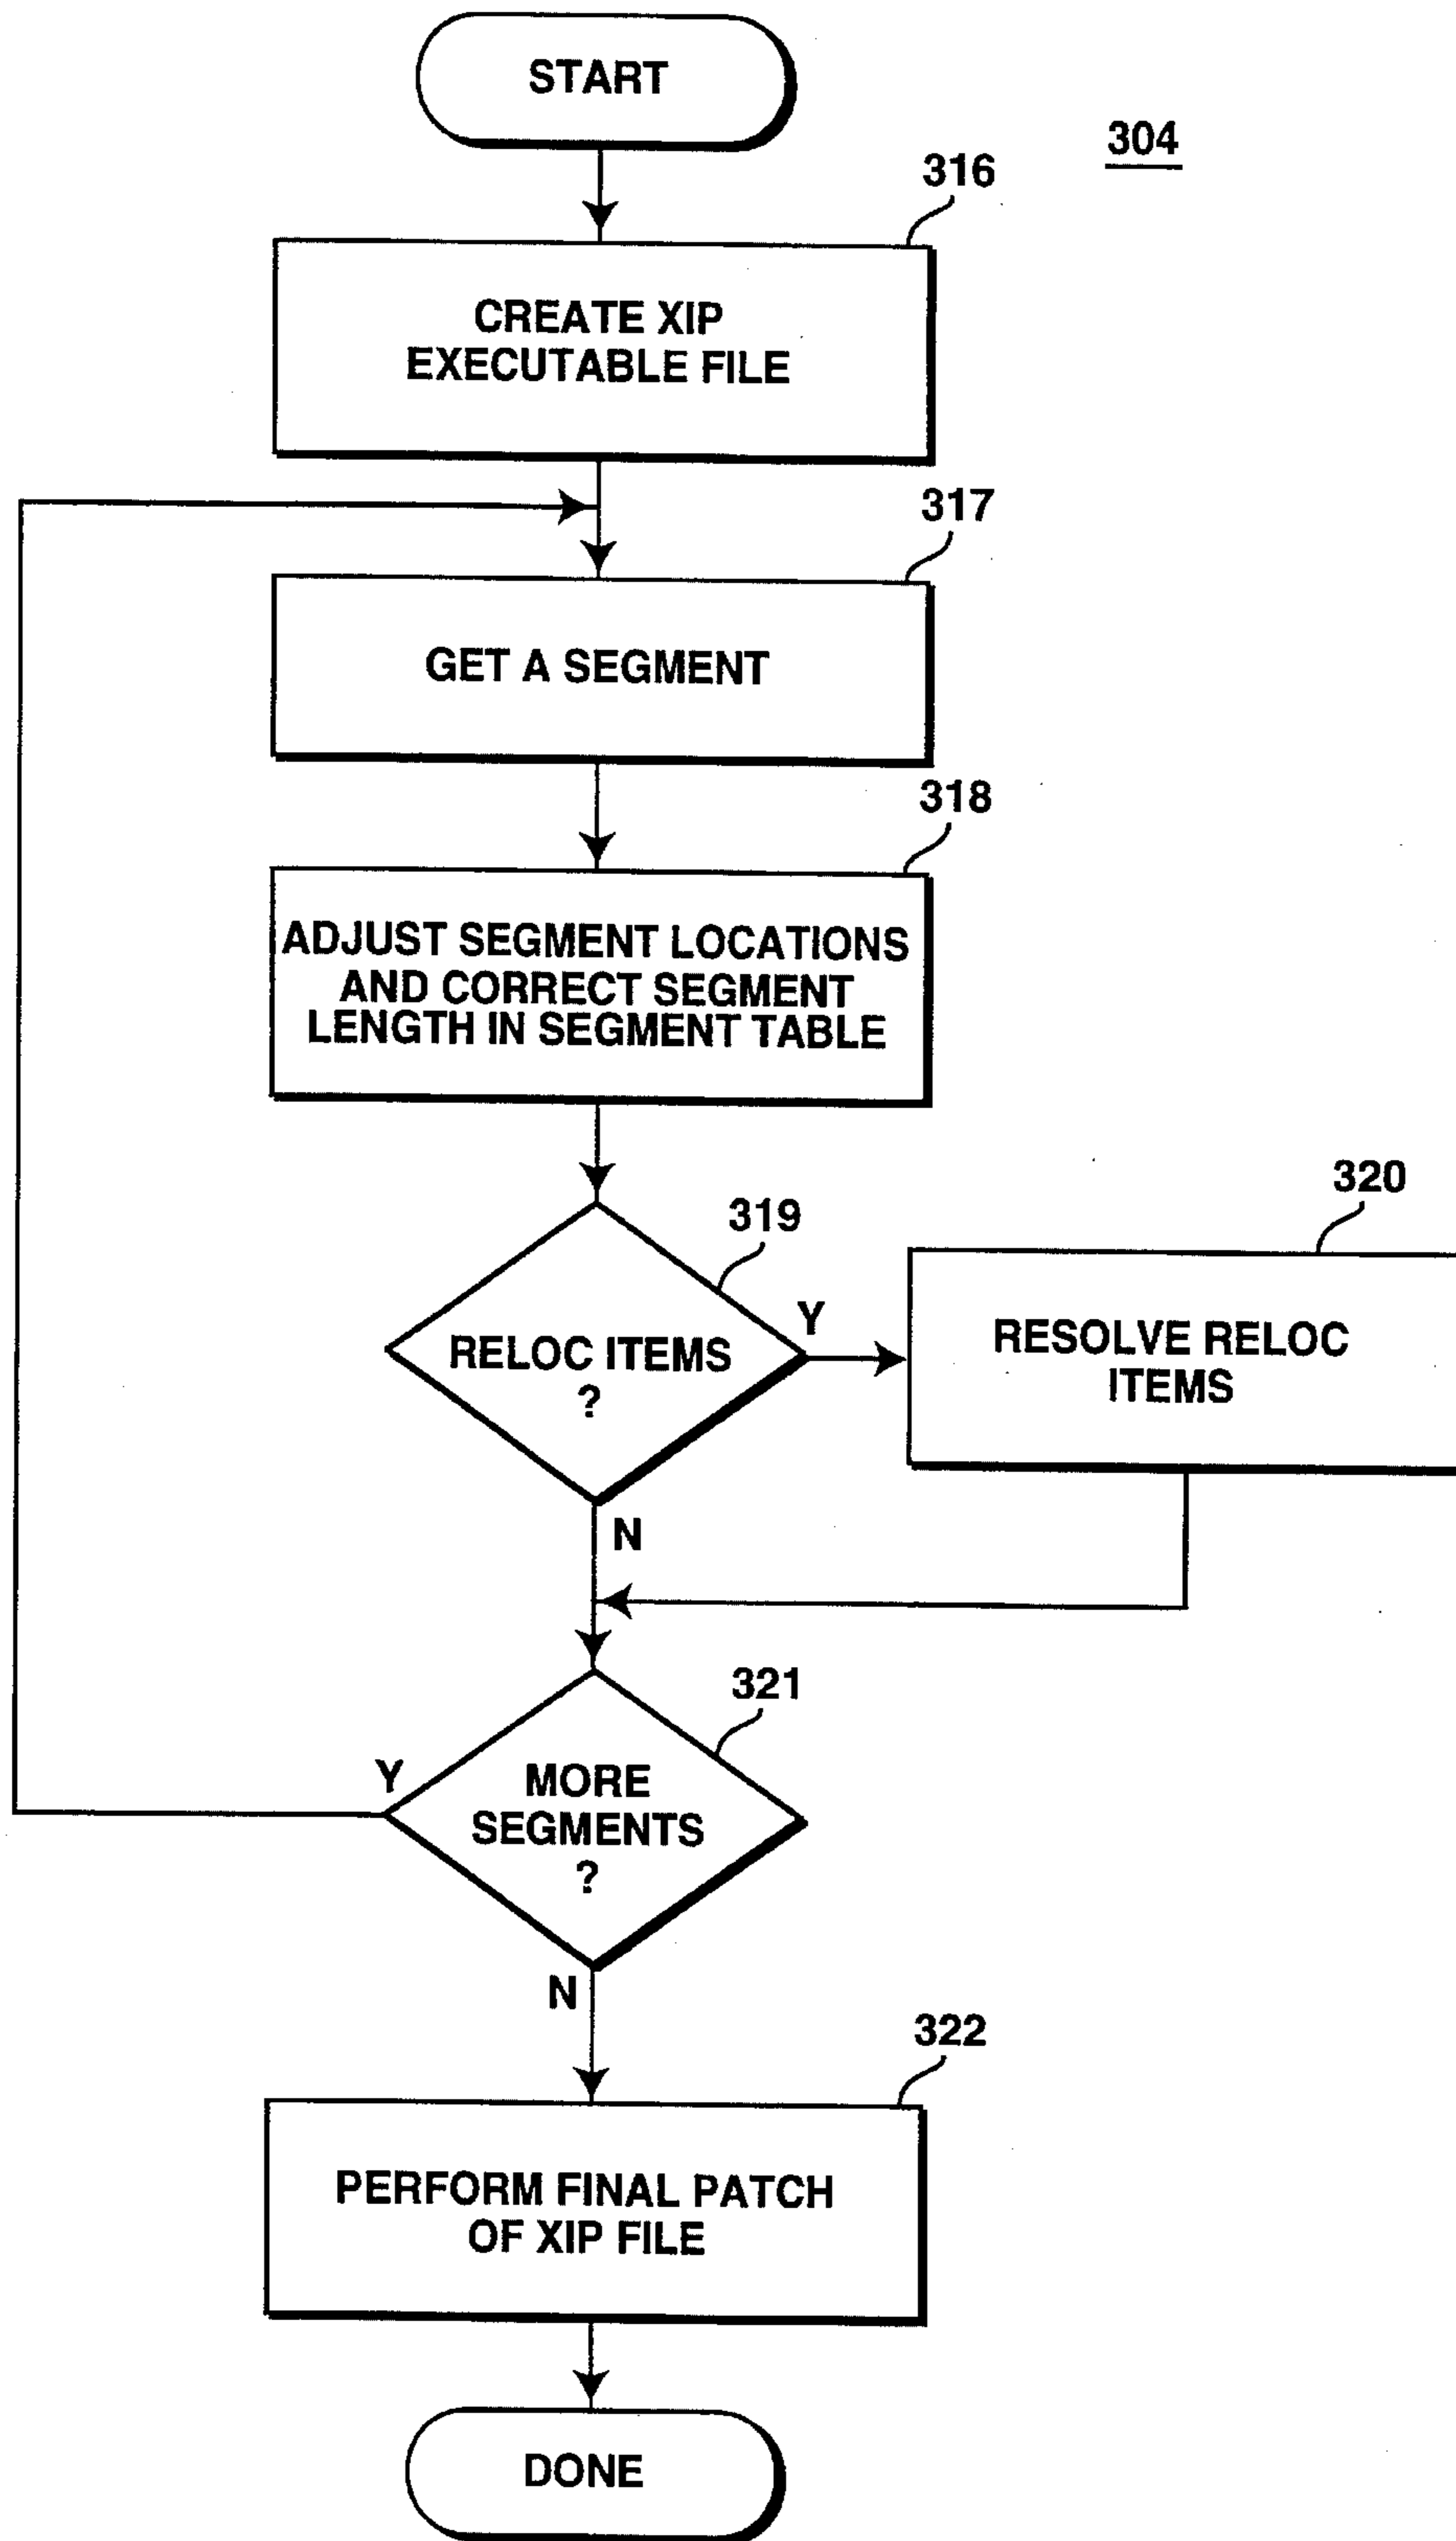 START
304
316
CREATE XIP
EXECUTABLE FILE
317
GET A SEGMENT
318
ADJUST SEGMENT LOCATIONS
AND CORRECT SEGMENT
LENGTH IN SEGMENT TABLE
319
RELOC ITEMS
?
Y
320
RESOLVE RELOC
ITEMS
N
321
MORE
SEGMENTS
?
Y
N
322
PERFORM FINAL PATCH
OF XIP FILE
DONE